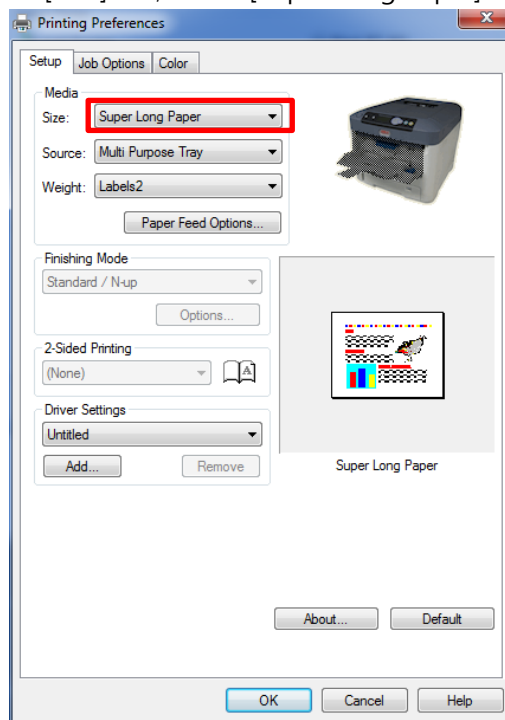 Printing Preferences
Setup Job Options Color
Media
Size: Super Long Paper
Source: Multi Purpose Tray
Weight: Labels2
Paper Feed Options...
Finishing Mode
Standard / N-up
Options...
2-Sided Printing
(None)
A
Driver Settings
Untitled
Add... Remove
Super Long Paper
About... Default
OK Cancel Help